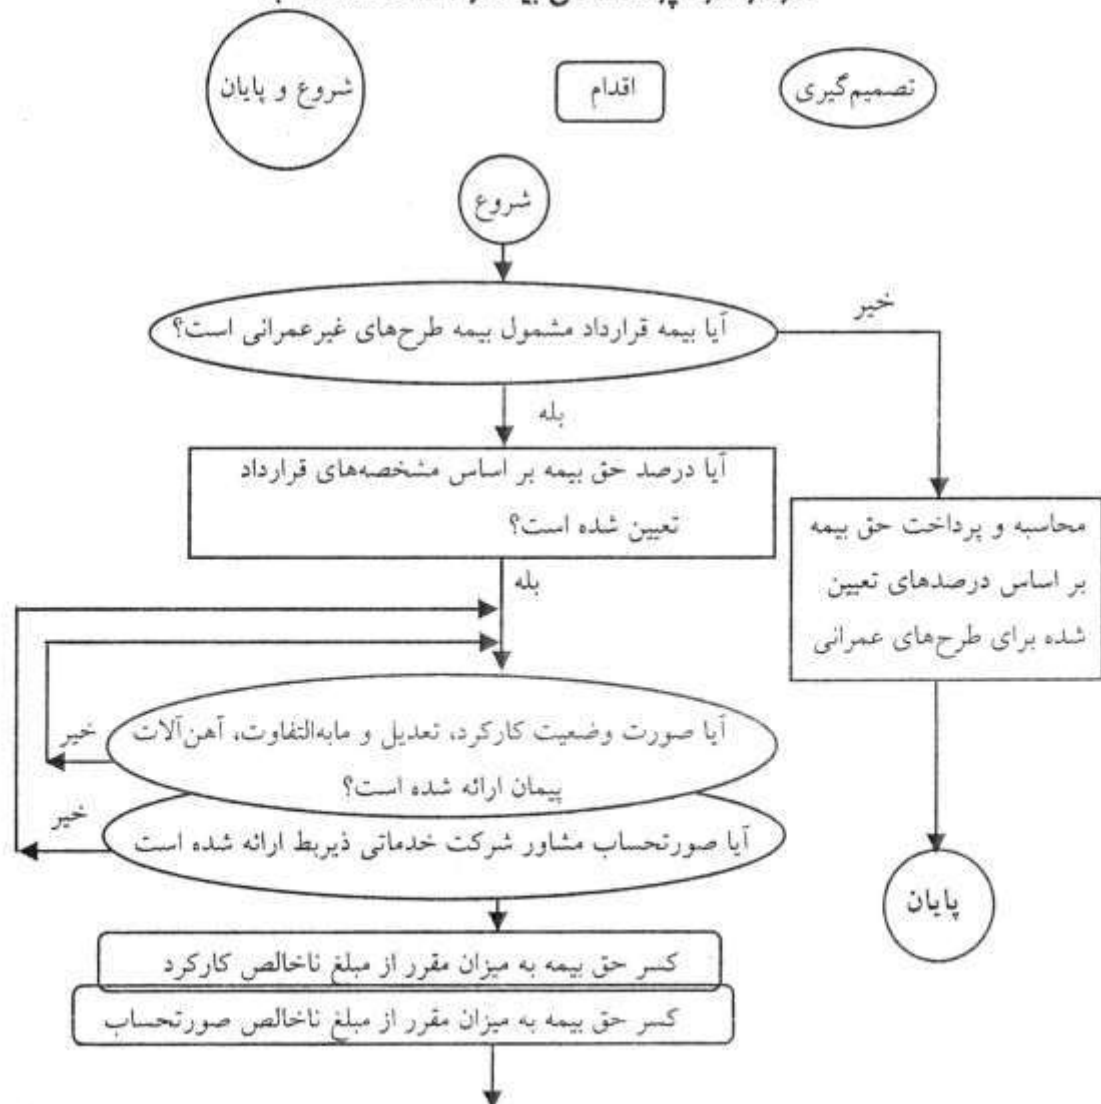 شروع و پایان
اقدام
تصمیم‌گیری
شروع
آیا بیمه قرارداد مشمول بیمه طرح‌های غیرعمرانی است؟
خیر
بله
آیا درصد حق بیمه بر اساس مشخصه‌های قرارداد
تعیین شده است؟
محاسبه و پرداخت حق بیمه
بر اساس درصدهای تعیین
شده برای طرح‌های عمرانی
بله
آیا صورت وضعیت کارکرد، تعدیل و مابه‌التفاوت، آهن‌آلات
پیمان ارائه شده است؟
خیر
آیا صورتحساب مشاور شرکت خدماتی ذیربط ارائه شده است
خیر
پایان
کسر حق بیمه به میزان مقرر از مبلغ ناخالص کارکرد
کسر حق بیمه به میزان مقرر از مبلغ ناخالص صورتحساب